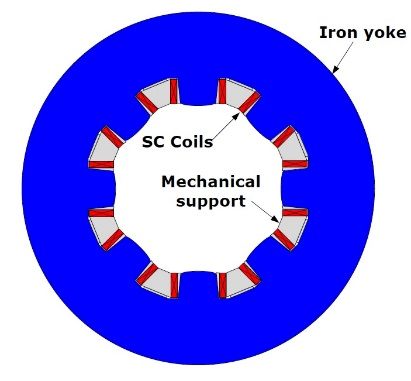 Iron yoke
SC Coils
Mechanical
support